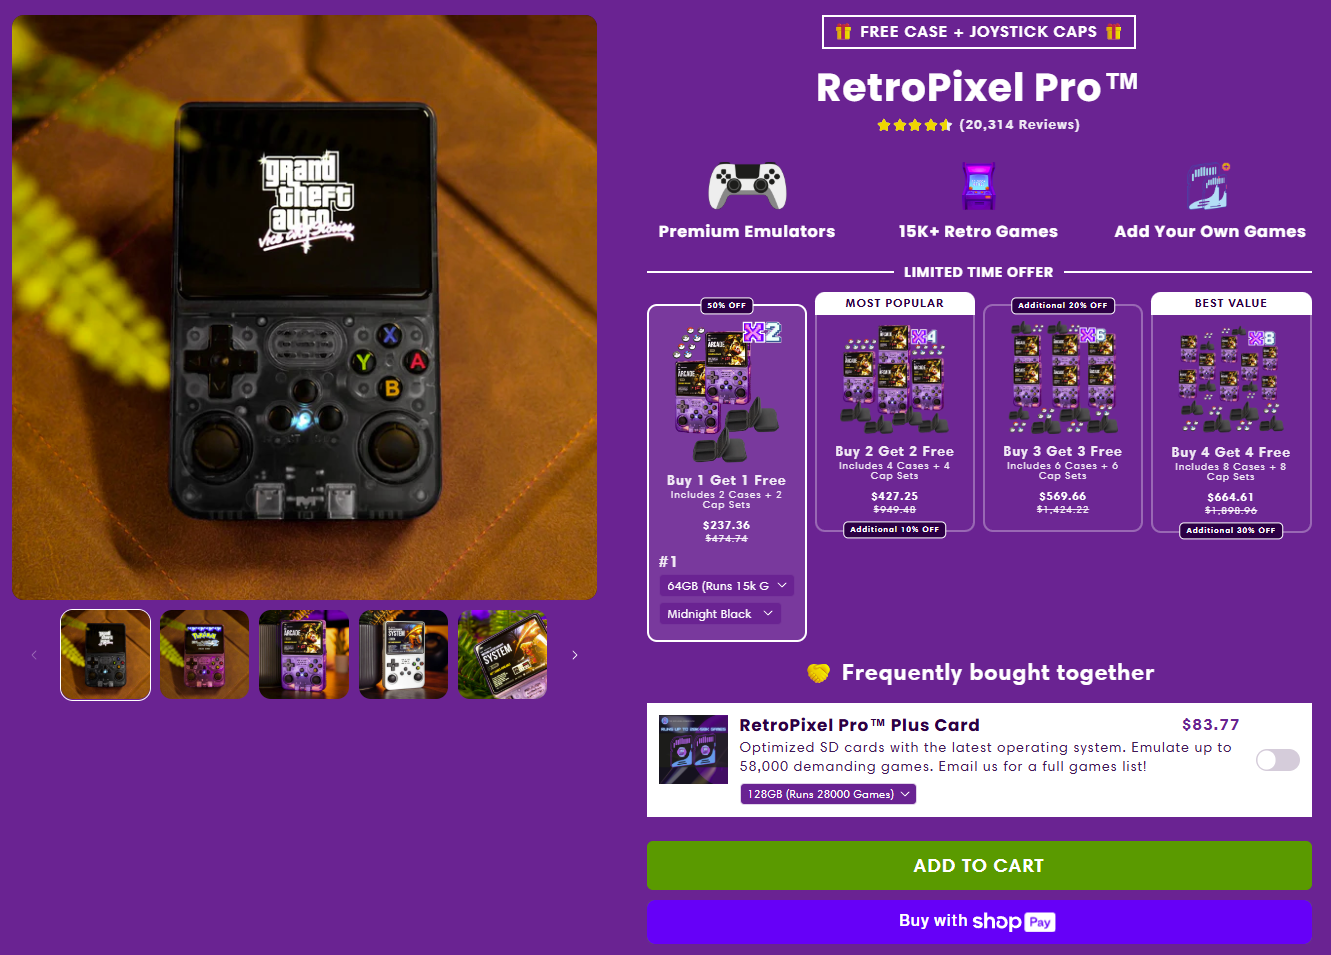 FREE CASE + JOYSTICK CAPS
RetroPixel Pro™
(20,314 Reviews)
Premium Emulators
15K+ Retro Games
Add Your Own Games
LIMITED TIME OFFER
50% OFF
X2
ARCADE
Buy 1 Get 1 Free
Includes 2 Cases + 2
Cap Sets
$237.36
$474.74
#1
64GB (Runs 15k G
Midnight Black
MOST POPULAR
X4
Buy 2 Get 2 Free
Includes 4 Cases + 4
Cap Sets
$427.25
$949.48
Additional 10% OFF
Additional 20% OFF
X6
Buy 3 Get 3 Free
Includes 6 Cases + 6
Cap Sets
$569.66
$1,424.22
BEST VALUE
X8
Buy 4 Get 4 Free
Includes 8 Cases + 8
Cap Sets
$664.61
$1,898.96
Additional 30% OFF
Frequently bought together
RetroPixel Pro™ Plus Card
$83.77
Optimized SD cards with the latest operating system. Emulate up to
58,000 demanding games. Email us for a full games list!
128GB (Runs 28000 Games)
ADD TO CART
Buy with shop Pay
grand
theft
auto
Vice City Stories
X
Y
A
B
Pokémon
ARCADE
SYSTEM
SYSTEM